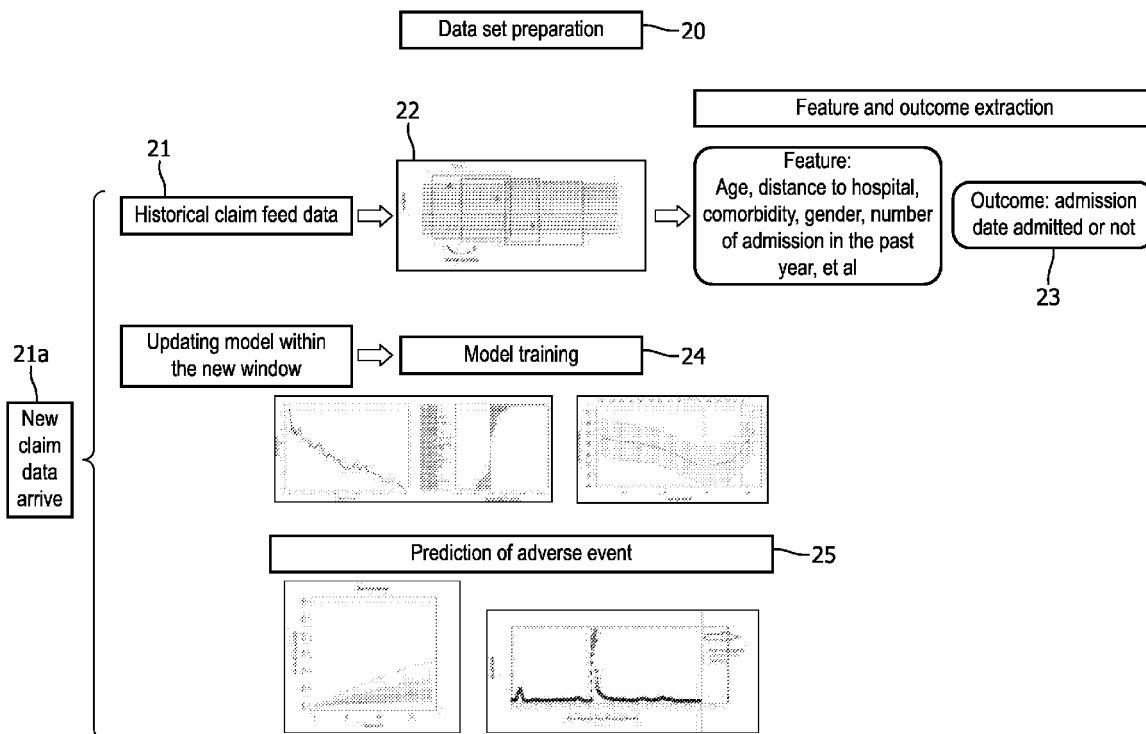 Data set preparation
20
Feature and outcome extraction
22
21
Historical claim feed data
Feature:
Age, distance to hospital,
comorbidity, gender, number
of admission in the past
year, et al
Outcome: admission
date admitted or not
23
21a
New
claim
data
arrive
Updating model within
the new window
Model training
24
Prediction of adverse event
25